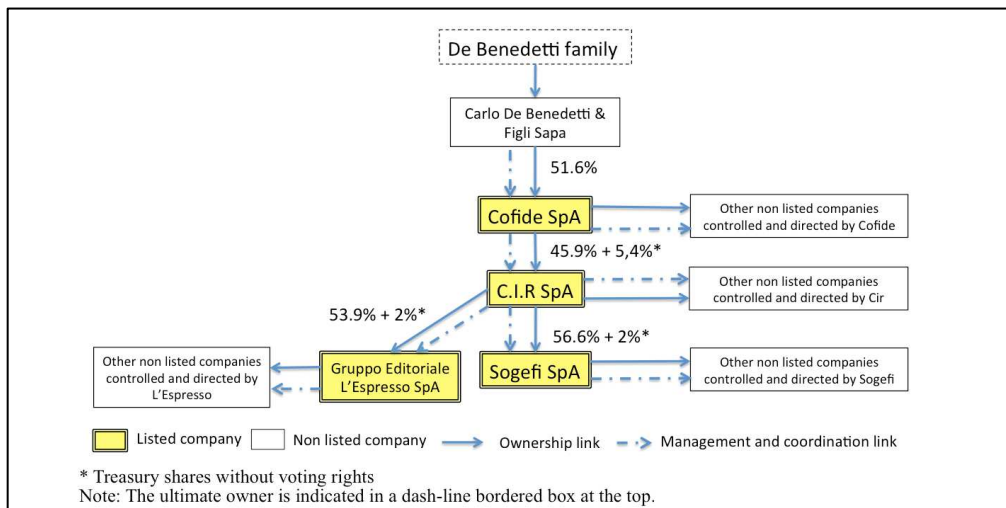 De Benedetti family
Carlo De Benedetti &
Figli Sapa
51.6%
Cofide SpA
Other non listed companies
controlled and directed by Cofide
45.9% + 5,4%*
C.I.R SpA
Other non listed companies
controlled and directed by Cir
53.9% + 2%*
56.6% + 2%*
Other non listed companies
controlled and directed by
L'Espresso
Gruppo Editoriale
L'Espresso SpA
Sogefi SpA
Other non listed companies
controlled and directed by Sogefi
Listed company
Non listed company
Ownership link
Management and coordination link
* Treasury shares without voting rights
Note: The ultimate owner is indicated in a dash-line bordered box at the top.